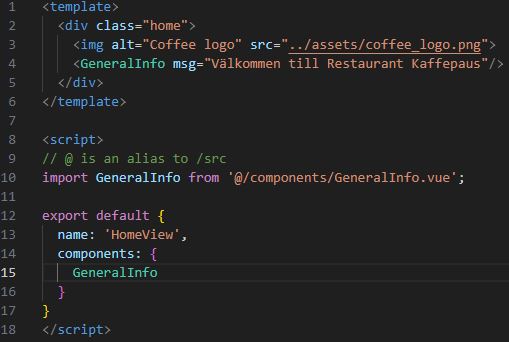 1 <template>
2   <div class="home">
3     <img alt="Coffee logo" src="../assets/coffee_logo.png">
4     <GeneralInfo msg="Välkommen till Restaurant Kaffepaus"/>
5   </div>
6 </template>
7
8 <script>
9 // @ is an alias to /src
10 import GeneralInfo from '@/components/GeneralInfo.vue';
11
12 export default {
13   name: 'HomeView',
14   components: {
15     GeneralInfo
16   }
17 }
18 </script>